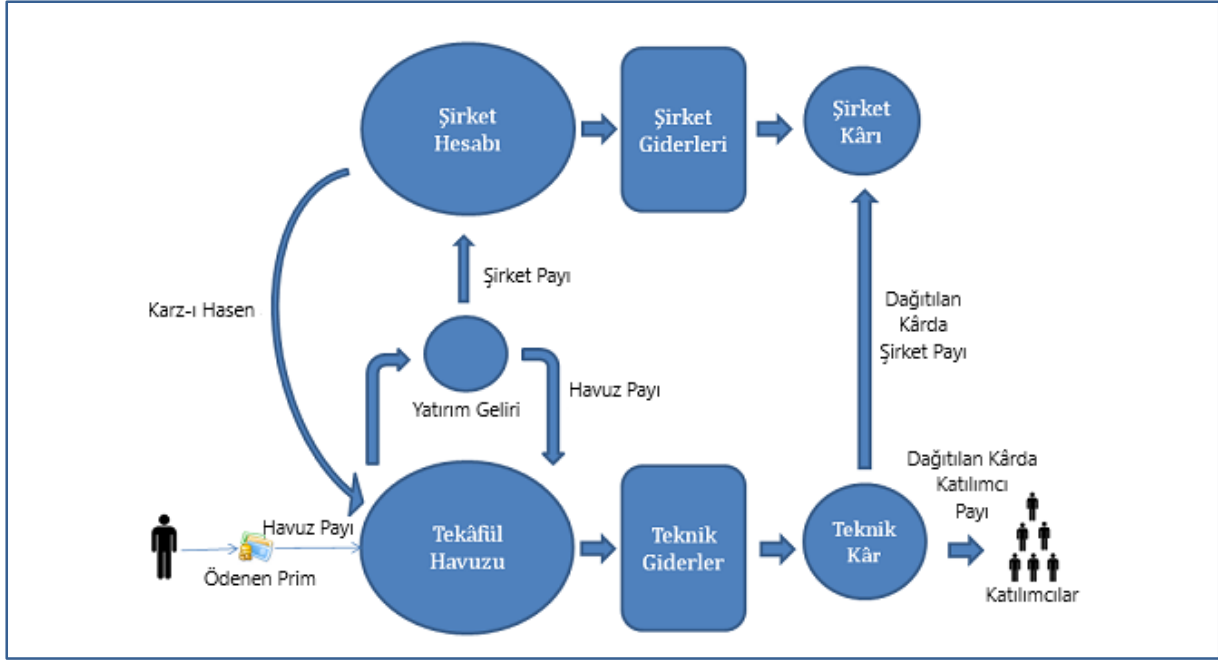 Şirket
Hesabı
Şirket
Giderleri
Şirket
Kârı
Karz-ı Hasen
Şirket Payı
Dağıtılan
Kârda
Şirket Payı
Yatırım Geliri
Havuz Payı
Havuz Payı
Ödenen Prim
Tekâfül
Havuzu
Teknik
Giderler
Teknik
Kâr
Dağıtılan Kârda
Katılımcı
Payı
Katılımcılar